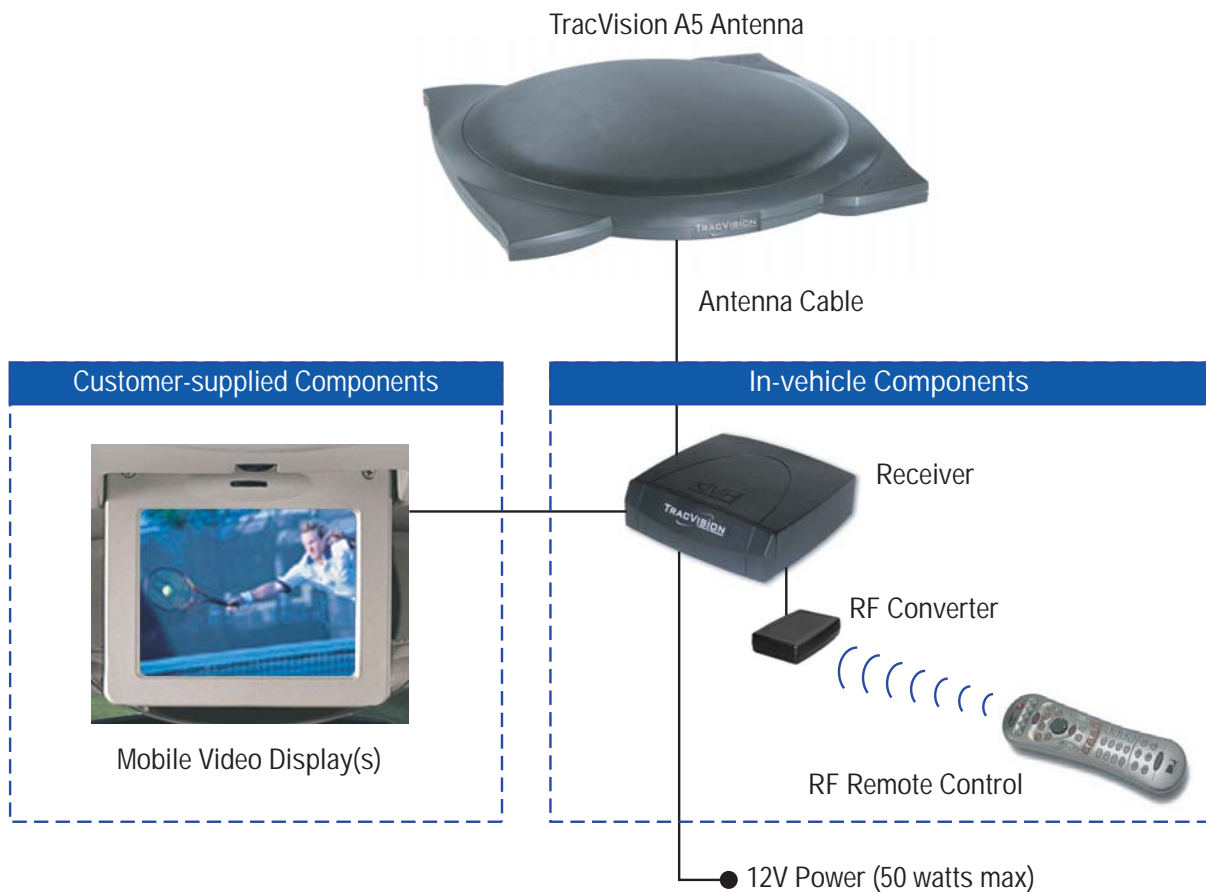 TracVision A5 Antenna
TRACVISION
Antenna Cable
Customer-supplied Components
In-vehicle Components
KVH
TRACVISION
Receiver
RF Converter
Mobile Video Display(s)
RF Remote Control
12V Power (50 watts max)